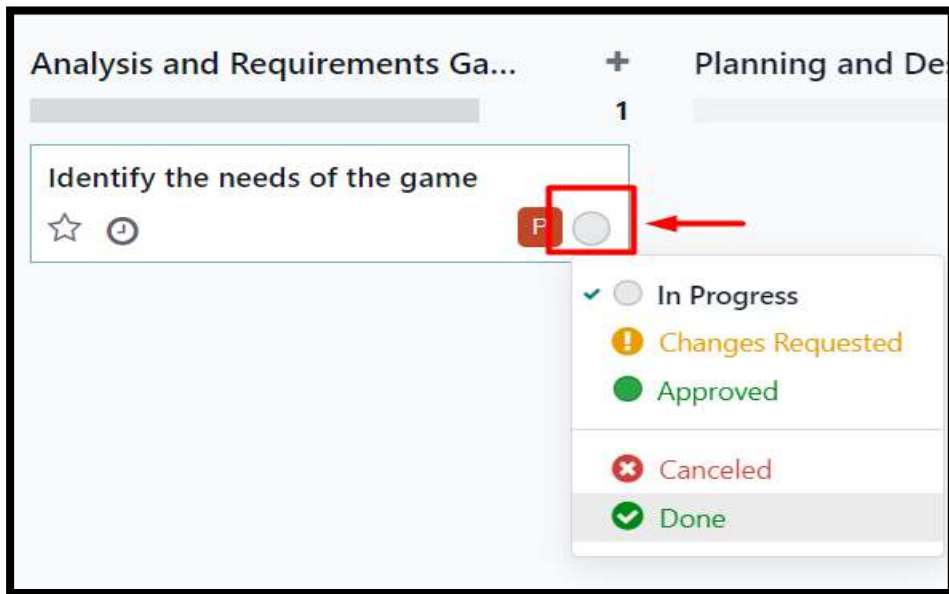 Analysis and Requirements Ga... +
1
Planning and De
Identify the needs of the game
P
In Progress
Changes Requested
Approved
Canceled
Done